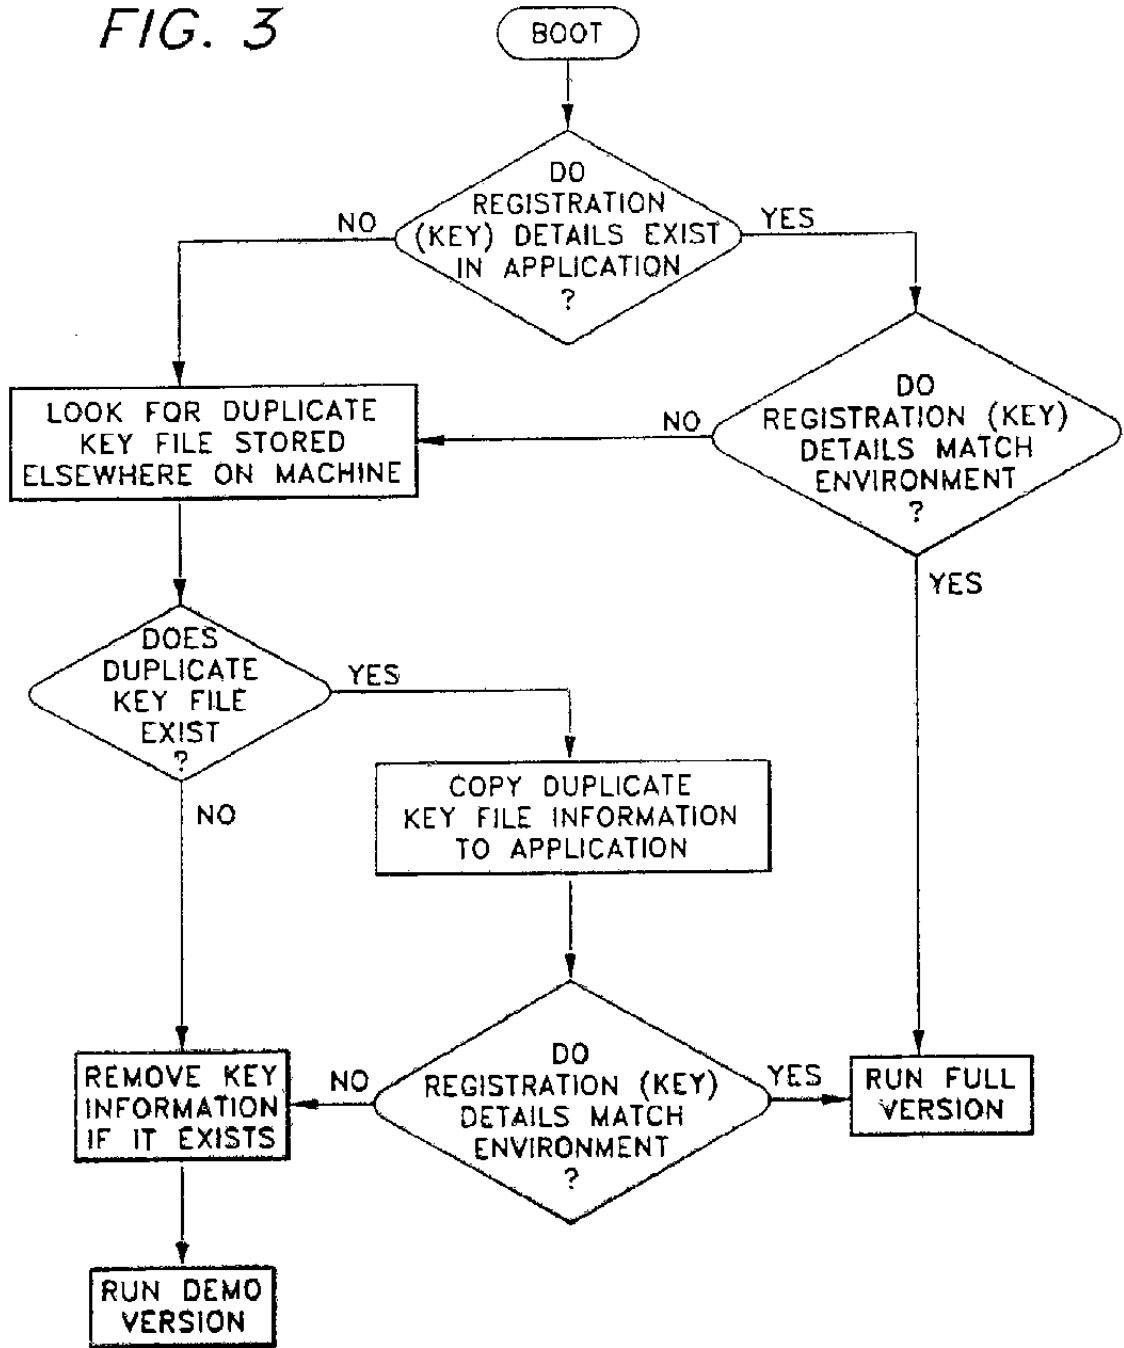 FIG. 3
BOOT
DO
REGISTRATION
(KEY) DETAILS EXIST
IN APPLICATION
?
NO
YES
LOOK FOR DUPLICATE
KEY FILE STORED
ELSEWHERE ON MACHINE
NO
DO
REGISTRATION (KEY)
DETAILS MATCH
ENVIRONMENT
?
YES
DOES
DUPLICATE
KEY FILE
EXIST
?
YES
NO
COPY DUPLICATE
KEY FILE INFORMATION
TO APPLICATION
DO
REGISTRATION (KEY)
DETAILS MATCH
ENVIRONMENT
?
NO
YES
REMOVE KEY
INFORMATION
IF IT EXISTS
RUN FULL
VERSION
RUN DEMO
VERSION